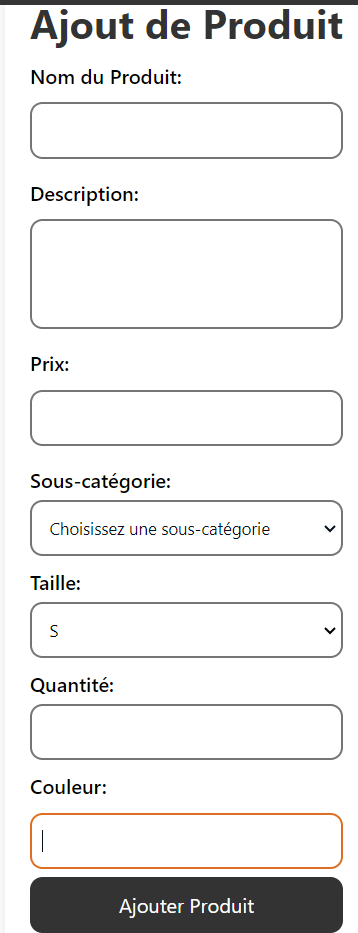 Ajout de Produit
Nom du Produit:
Description:
Prix:
Sous-catégorie:
Choisissez une sous-catégorie
Taille:
S
Quantité:
Couleur:
Ajouter Produit